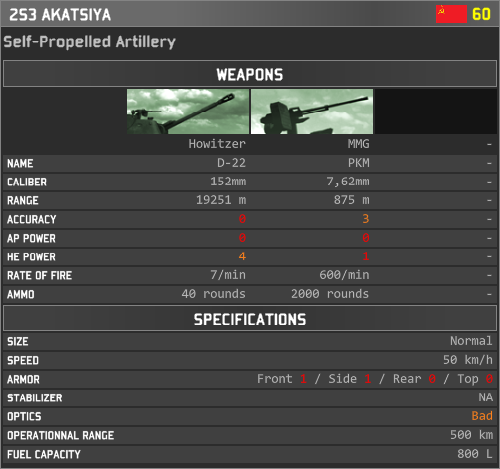 2S3 AKATSIYA 60
Self-Propelled Artillery
WEAPONS
Howitzer MMG -
NAME D-22 PKM -
CALIBER 152mm 7,62mm -
RANGE 19251 m 875 m -
ACCURACY 0 3 -
AP POWER 0 0 -
HE POWER 4 1 -
RATE OF FIRE 7/min 600/min -
AMMO 40 rounds 2000 rounds -
SPECIFICATIONS
SIZE Normal
SPEED 50 km/h
ARMOR Front 1 / Side 1 / Rear 0 / Top 0
STABILIZER NA
OPTICS Bad
OPERATIONNAL RANGE 500 km
FUEL CAPACITY 800 L